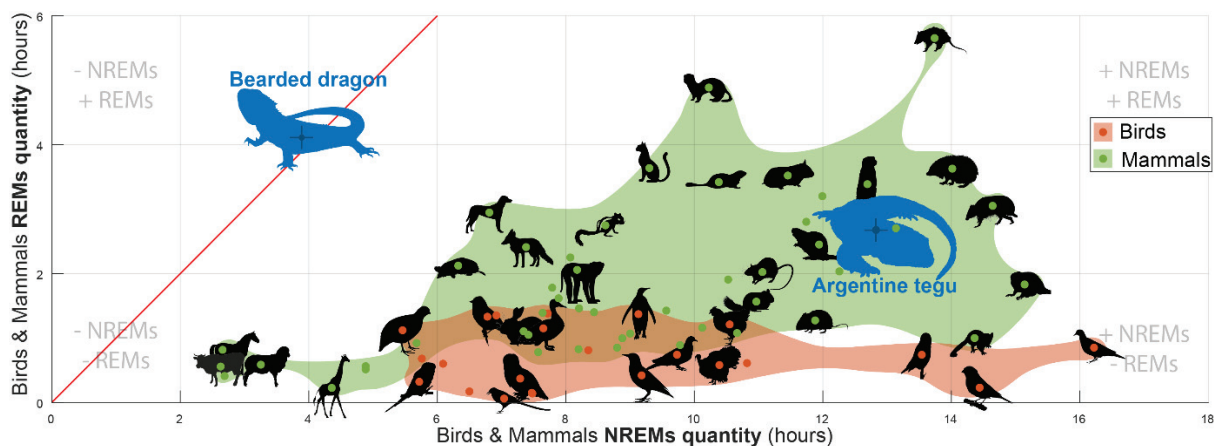 6
- NREMs
+ REMs
Bearded dragon
+ NREMs
+ REMs
Birds
Mammals
4
2
Argentine tegu
- NREMs
- REMs
+ NREMs
- REMs
0
0
2
4
6
8
10
12
14
16
18
Birds & Mammals REMs quantity (hours)
Birds & Mammals NREMs quantity (hours)